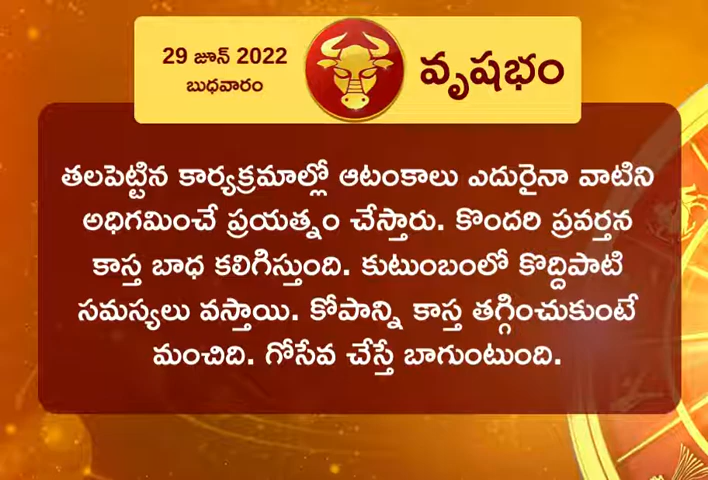 29 జూన్ 2022
బుధవారం
వృషభం
తలపెట్టిన కార్యక్రమాల్లో ఆటంకాలు ఎదురైనా వాటిని
అధిగమించే ప్రయత్నం చేస్తారు. కొందరి ప్రవర్తన
కాస్త బాధ కలిగిస్తుంది. కుటుంబంలో కొద్దిపాటి
సమస్యలు వస్తాయి. కోపాన్ని కాస్త తగ్గించుకుంటే
మంచిది. గోసేవ చేస్తే బాగుంటుంది.